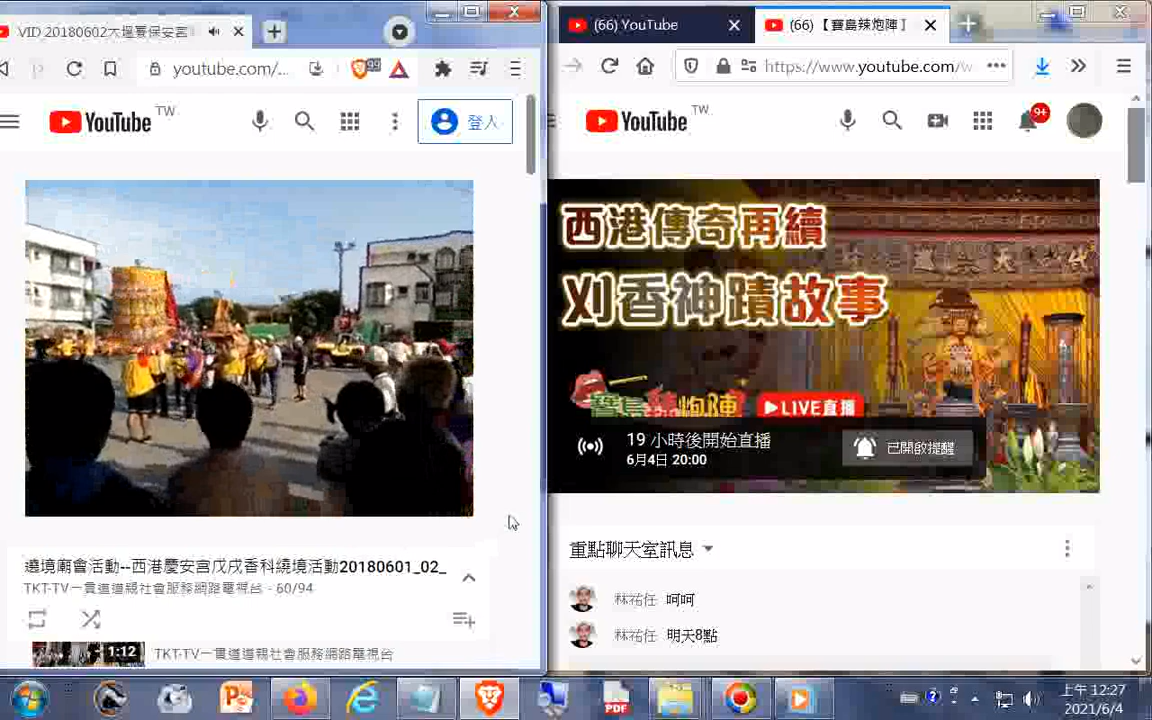 VID 20180602大塭寮保安宮
youtube.com/...
99
YouTube TW
登入
遶境廟會活動--西港慶安宮戊戌香科繞境活動20180601_02_
TKT-TV一貫道道親社會服務網路電視台 - 60/94
1:12
TKT-TV一貫道道親社會服務網路電視台
(66) YouTube
(66) 【寶島辣炮陣】
https://www.youtube.com/w
YouTube TW
9+
西港傳奇再續
刈香神蹟故事
寶島辣炮陣
LIVE直播
19 小時後開始直播
6月4日 20:00
已開啟提醒
重點聊天室訊息
林祐任 呵呵
林祐任 明天8點
PDF
上午 12:27
2021/6/4